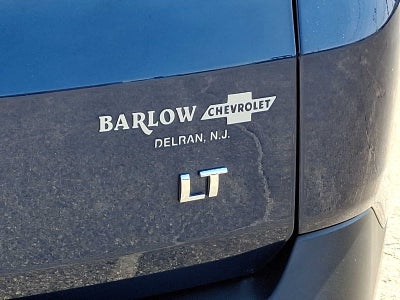 BARLOW CHEVROLET
DELRAN, N.J.
LT